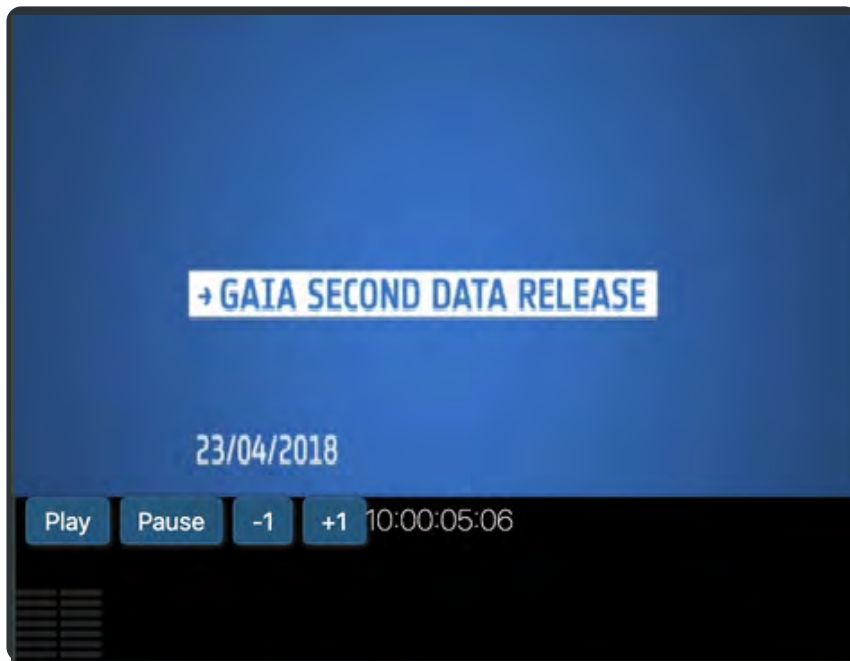 → GAIA SECOND DATA RELEASE
23/04/2018
Play Pause -1 +1 10:00:05:06